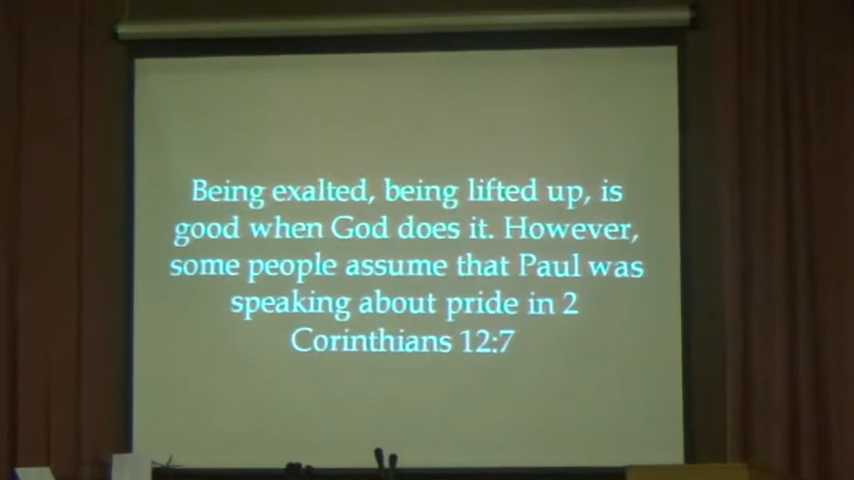 Being exalted, being lifted up, is
good when God does it. However,
some people assume that Paul was
speaking about pride in 2
Corinthians 12:7